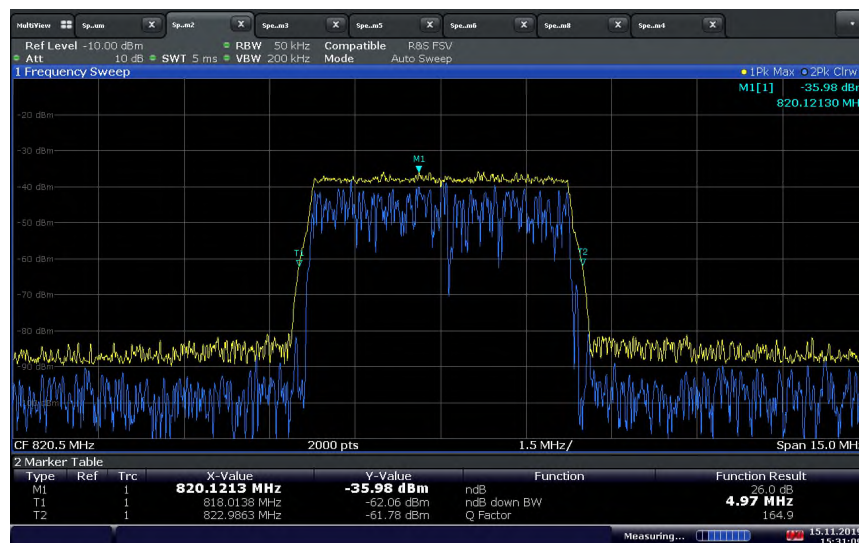 MultiView Sp..um X Sp..m2 X Spe..m3 X Spe..m5 X Spe..m6 X Spe..m8 X Spe..m4 X
Ref Level -10.00 dBm RBW 50 kHz Compatible R&S FSV
Att 10 dB SWT 5 ms VBW 200 kHz Mode Auto Sweep
1 Frequency Sweep 1Pk Max 2Pk Clrw
M1[1] -35.98 dBm
820.12130 MH
-20 dBm
-30 dBm
M1
-40 dBm
-50 dBm
T1 T2
-60 dBm
-70 dBm
-80 dBm
-90 dBm
CF 820.5 MHz 2000 pts 1.5 MHz/ Span 15.0 MH
2 Marker Table
Type Ref Trc X-Value Y-Value Function Function Result
M1 1 820.1213 MHz -35.98 dBm ndB 26.0 dB
T1 1 818.0138 MHz -62.06 dBm ndB down BW 4.97 MHz
T2 1 822.9863 MHz -61.78 dBm Q Factor 164.9
Measuring... 15.11.2019
15:31:09